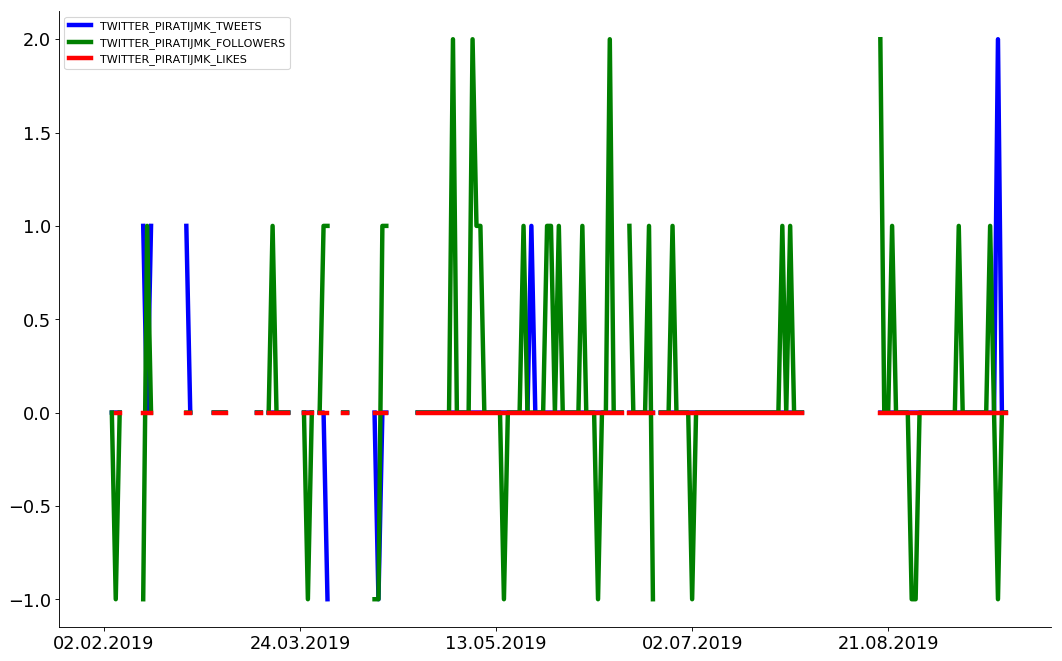 TWITTER_PIRATIJMK_TWEETS
TWITTER_PIRATIJMK_FOLLOWERS
TWITTER_PIRATIJMK_LIKES
2.0
1.5
1.0
0.5
0.0
−0.5
−1.0
02.02.2019 24.03.2019 13.05.2019 02.07.2019 21.08.2019